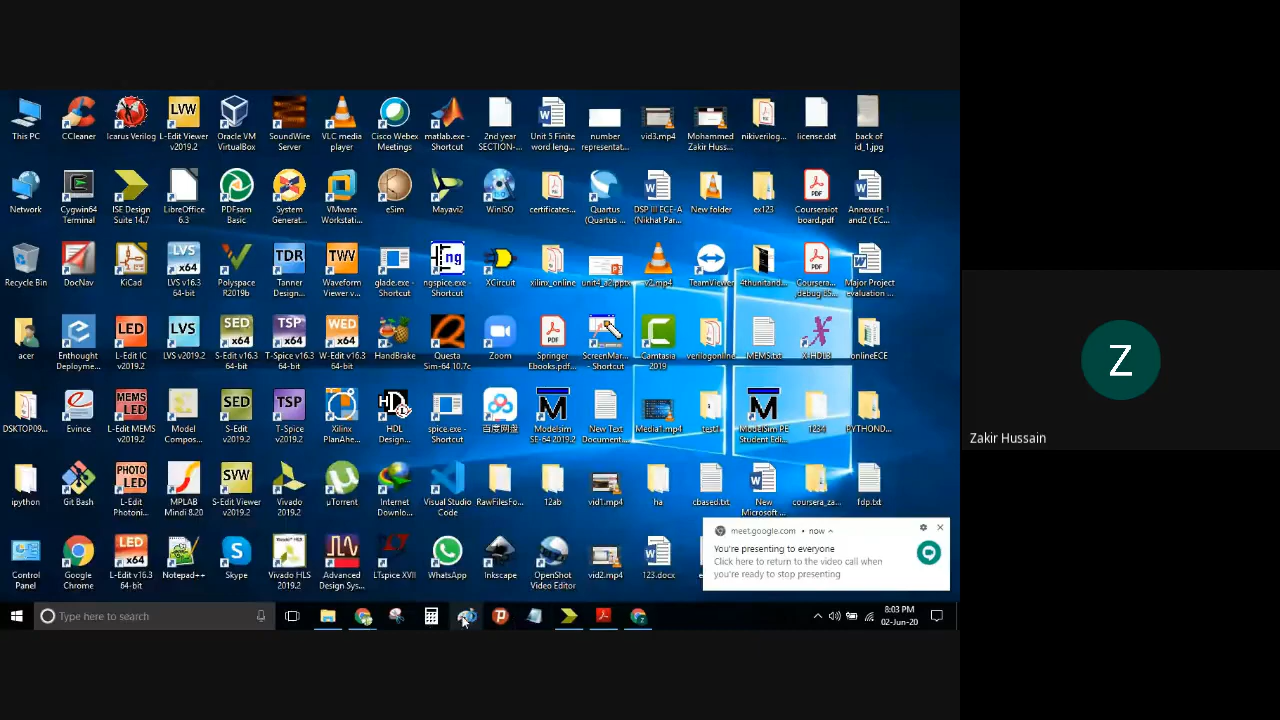 This PC
CCleaner
Icarus Verilog
L-Edit Viewer
v2019.2
Oracle VM
VirtualBox
SoundWire
Server
VLC media
player
Cisco Webex
Meetings
matlab.exe -
Shortcut
2nd year
SECTION-...
Unit 5 Finite
word leng...
number
representat...
vid3.mp4
Mohammed
Zakir Huss...
nikiverilog...
license.dat
back of
id_1.jpg
Network
Cygwin64
Terminal
ISE Design
Suite 14.7
LibreOffice
6.3
PDFsam
Basic
System
Generat...
VMware
Workstati...
eSim
Mayavi2
WinISO
certificates...
Quartus
(Quartus ...
DSP III ECE-A
(Nikhat Par...
New folder
ex123
Courseraiot
board.pdf
Annexure 1
and2 ( EC...
Recycle Bin
DocNav
KiCad
LVS v16.3
64-bit
Polyspace
R2019b
Tanner
Design...
Waveform
Viewer v...
glade.exe -
Shortcut
ngspice.exe -
Shortcut
XCircuit
xilinx_online
unit4_a2.pptx
v2.mp4
TeamViewer
4thunitand...
Coursera...
Major Project
evaluation ...
acer
Enthought
Deployme...
L-Edit IC
v2019.2
LVS v2019.2
S-Edit v16.3
64-bit
T-Spice v16.3
64-bit
W-Edit v16.3
64-bit
HandBrake
Questa
Sim-64 10.7c
Zoom
Springer
Ebooks.pdf...
ScreenMar...
- Shortcut
Camtasia
2019
verilogonline
MEMS.txt
X-HDL3
onlineECE
DSKTOP09...
Evince
L-Edit MEMS
v2019.2
Model
Compos...
S-Edit
v2019.2
T-Spice
v2019.2
Xilinx
PlanAhe...
HDL
Design...
spice.exe -
Shortcut
百度网盘
Modelsim
SE-64 2019.2
New Text
Document...
Media1.mp4
test1
ModelSim PE
Student Edi...
1234
PYTHOND...
ipython
Git Bash
L-Edit
Photoni...
MPLAB
Mindi 8.20
S-Edit Viewer
v2019.2
Vivado
2019.2
µTorrent
Internet
Downlo...
Visual Studio
Code
RawFilesFo...
12ab
vid1.mp4
ha
cbased.txt
New
Microsoft...
coursera_za...
fdp.txt
Control
Panel
Google
Chrome
L-Edit v16.3
64-bit
Notepad++
Skype
Vivado HLS
2019.2
Advanced
Design Sys...
LTspice XVII
WhatsApp
Inkscape
OpenShot
Video Editor
vid2.mp4
123.docx
meet.google.com • now
You're presenting to everyone
Click here to return to the video call when
you're ready to stop presenting
Type here to search
8:03 PM
02-Jun-20
Z
Zakir Hussain